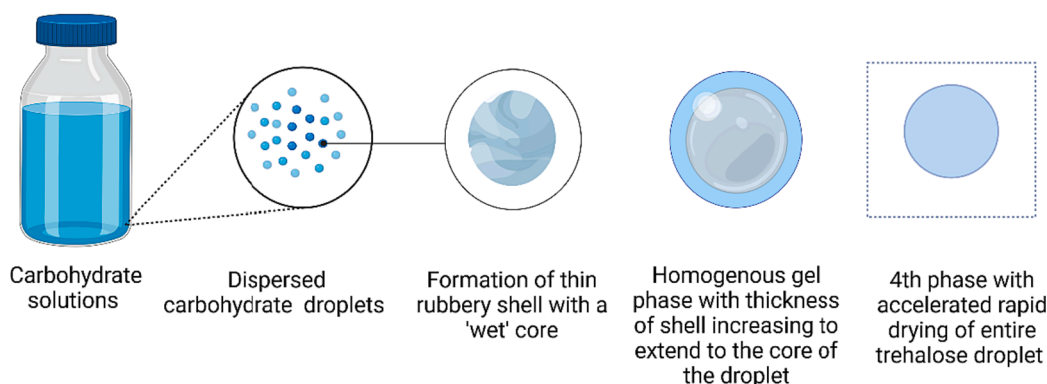 Carbohydrate
solutions
Dispersed
carbohydrate droplets
Formation of thin
rubbery shell with a
'wet' core
Homogenous gel
phase with thickness
of shell increasing to
extend to the core of
the droplet
4th phase with
accelerated rapid
drying of entire
trehalose droplet